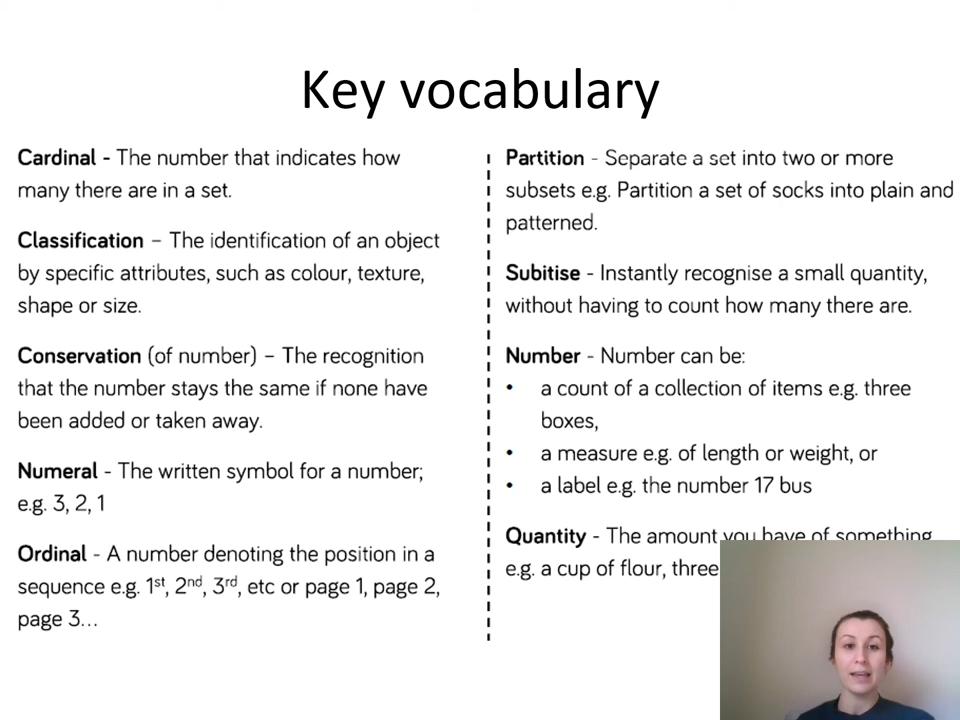 Key vocabulary
Cardinal - The number that indicates how
many there are in a set.
Classification – The identification of an object
by specific attributes, such as colour, texture,
shape or size.
Conservation (of number) – The recognition
that the number stays the same if none have
been added or taken away.
Numeral - The written symbol for a number;
e.g. 3, 2, 1
Ordinal - A number denoting the position in a
sequence e.g. 1st, 2nd, 3rd, etc or page 1, page 2,
page 3...
Partition - Separate a set into two or more
subsets e.g. Partition a set of socks into plain and
patterned.
Subitise - Instantly recognise a small quantity,
without having to count how many there are.
Number - Number can be:
• a count of a collection of items e.g. three
boxes,
• a measure e.g. of length or weight, or
• a label e.g. the number 17 bus
Quantity - The amount you have of something
e.g. a cup of flour, three